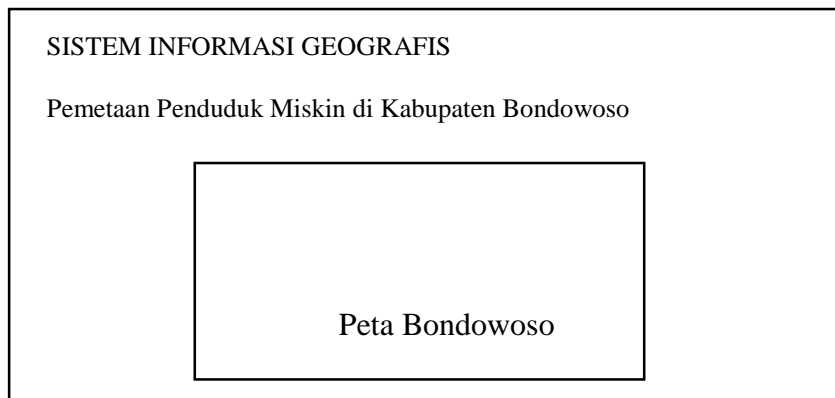 SISTEM INFORMASI GEOGRAFIS
Pemetaan Penduduk Miskin di Kabupaten Bondowoso
Peta Bondowoso